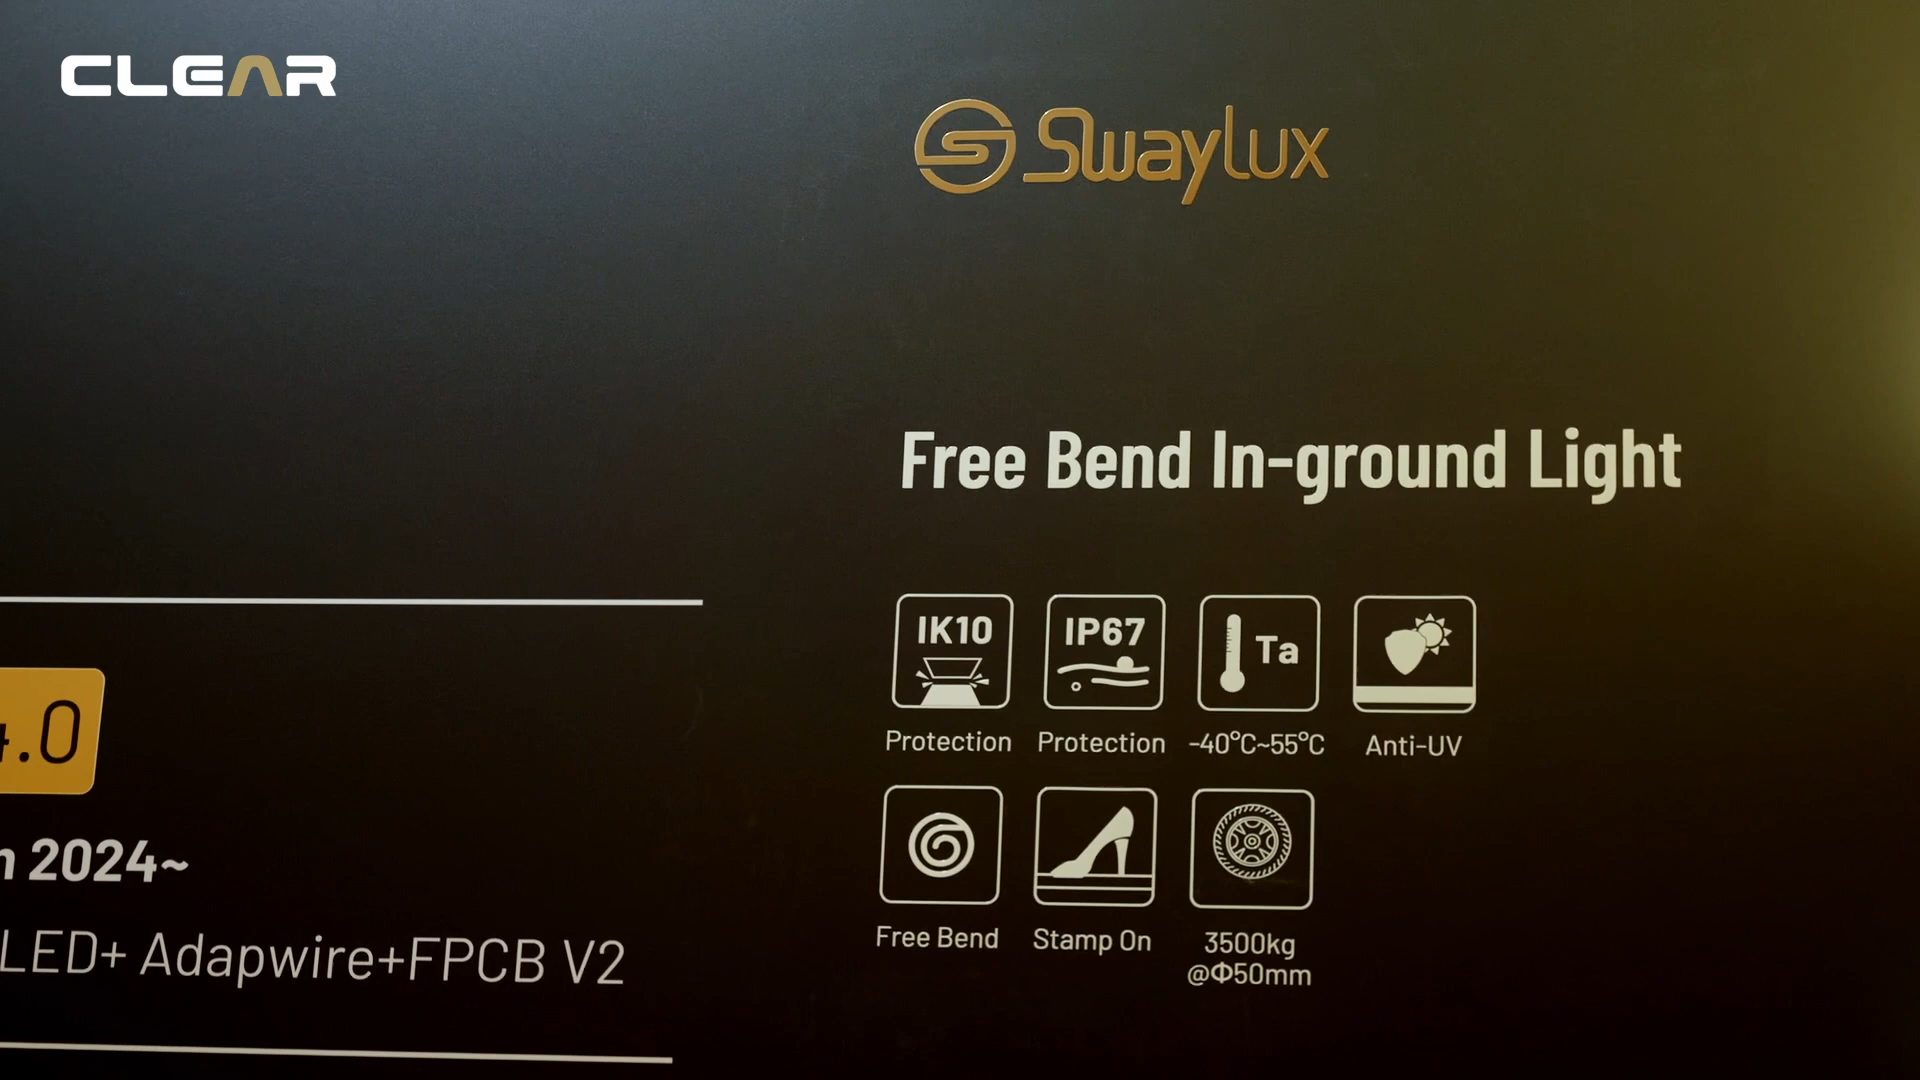 CLEAR
Swaylux
Free Bend In-ground Light
IK10
IP67
Ta
Protection
Protection
-40°C~55°C
Anti-UV
Free Bend
Stamp On
3500kg
@Φ50mm
.0
2024~
LED+ Adapwire+FPCB V2